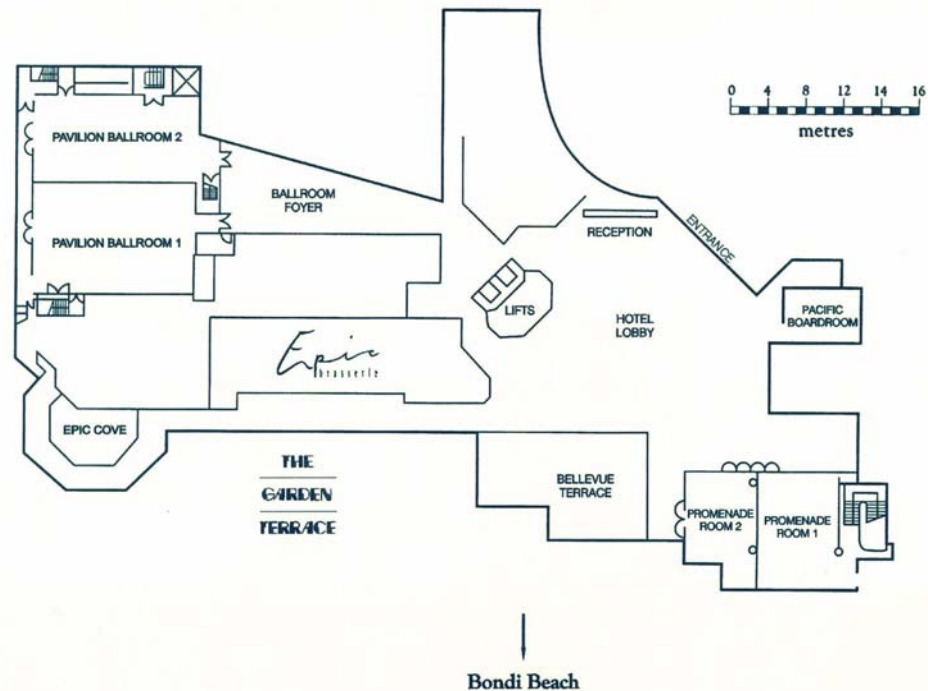 0 4 8 12 14 16
metres
PAVILION BALLROOM 2
BALLROOM
FOYER
PAVILION BALLROOM 1
RECEPTION
ENTRANCE
LIFTS
HOTEL
LOBBY
PACIFIC
BOARDROOM
Epic
brasserie
EPIC COVE
THE
GARDEN
TERRACE
BELLEVUE
TERRACE
PROMENADE
ROOM 2
PROMENADE
ROOM 1
Bondi Beach